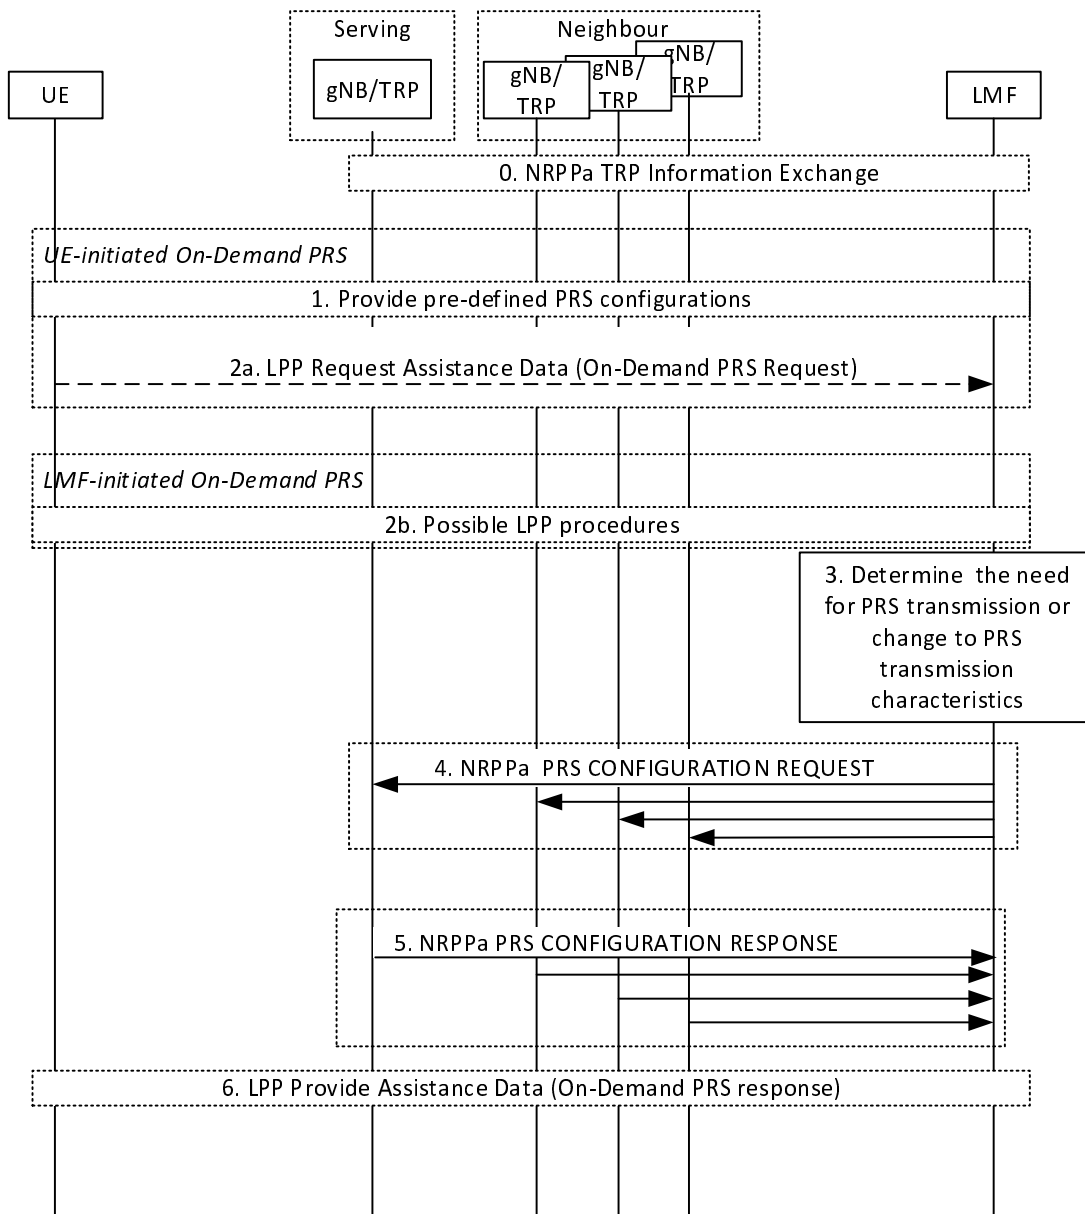 Serving
Neighbour
UE
gNB/TRP
gNB/
TRP
gNB/
TRP
gNB/
TRP
LMF
0. NRPPa TRP Information Exchange
UE-initiated On-Demand PRS
1. Provide pre-defined PRS configurations
2a. LPP Request Assistance Data (On-Demand PRS Request)
LMF-initiated On-Demand PRS
2b. Possible LPP procedures
3. Determine the need
for PRS transmission or
change to PRS
transmission
characteristics
4. NRPPa PRS CONFIGURATION REQUEST
5. NRPPa PRS CONFIGURATION RESPONSE
6. LPP Provide Assistance Data (On-Demand PRS response)